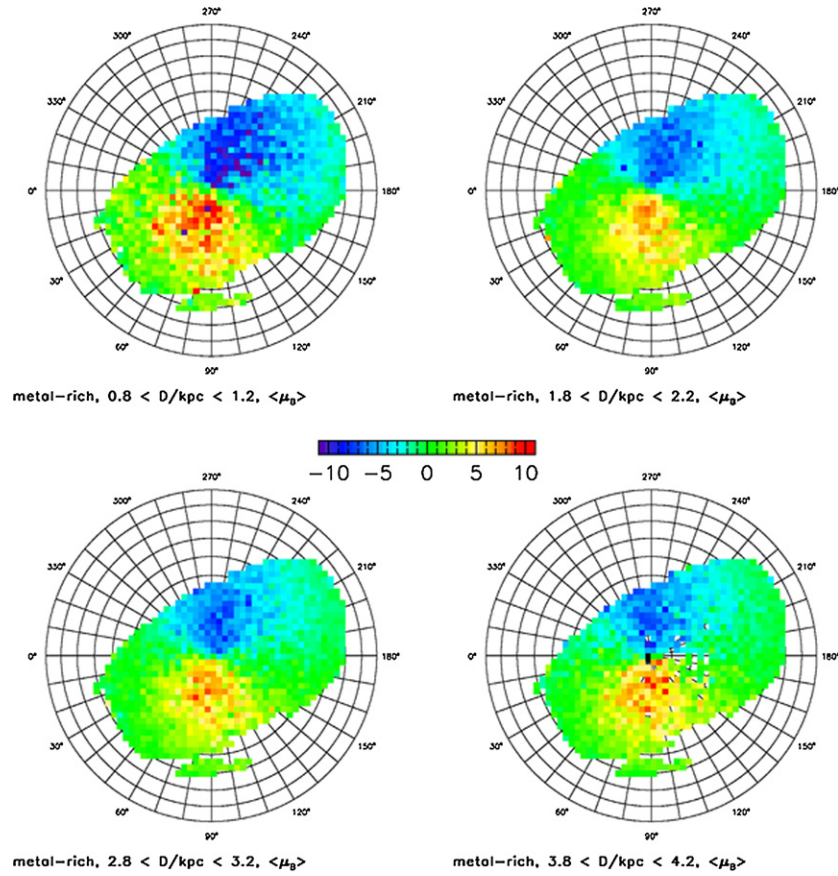 270° 270°
300° 240° 300° 240°
330° 210° 330° 210°
0° 180° 0° 180°
30° 150° 30° 150°
60° 120° 60° 120°
90° 90°
metal-rich, 0.8 < D/kpc < 1.2, <μ_B> metal-rich, 1.8 < D/kpc < 2.2, <μ_B>
-10 -5 0 5 10
270° 270°
300° 240° 300° 240°
330° 210° 330° 210°
0° 180° 0° 180°
30° 150° 30° 150°
60° 120° 60° 120°
90° 90°
metal-rich, 2.8 < D/kpc < 3.2, <μ_B> metal-rich, 3.8 < D/kpc < 4.2, <μ_B>